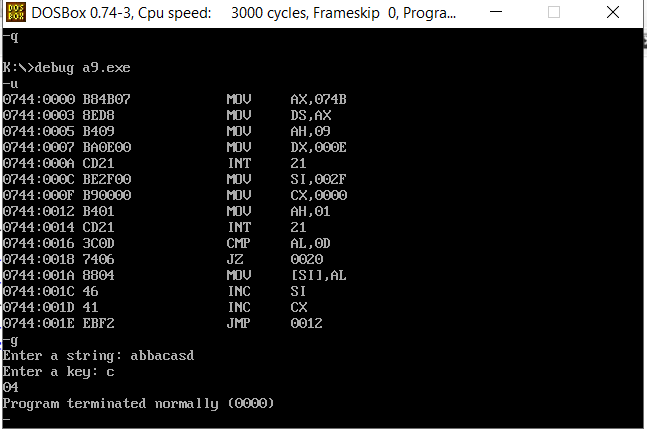 DOSBox 0.74-3, Cpu speed: 3000 cycles, Frameskip 0, Progra...
-q
K:\>debug a9.exe
-u
0744:0000 B84B07 MOV AX,074B
0744:0003 8ED8 MOV DS,AX
0744:0005 B409 MOV AH,09
0744:0007 BA0E00 MOV DX,000E
0744:000A CD21 INT 21
0744:000C BE2F00 MOV SI,002F
0744:000F B90000 MOV CX,0000
0744:0012 B401 MOV AH,01
0744:0014 CD21 INT 21
0744:0016 3C0D CMP AL,0D
0744:0018 7406 JZ 0020
0744:001A 8804 MOV [SI],AL
0744:001C 46 INC SI
0744:001D 41 INC CX
0744:001E EBF2 JMP 0012
-g
Enter a string: abbacasd
Enter a key: c
04
Program terminated normally (0000)
-